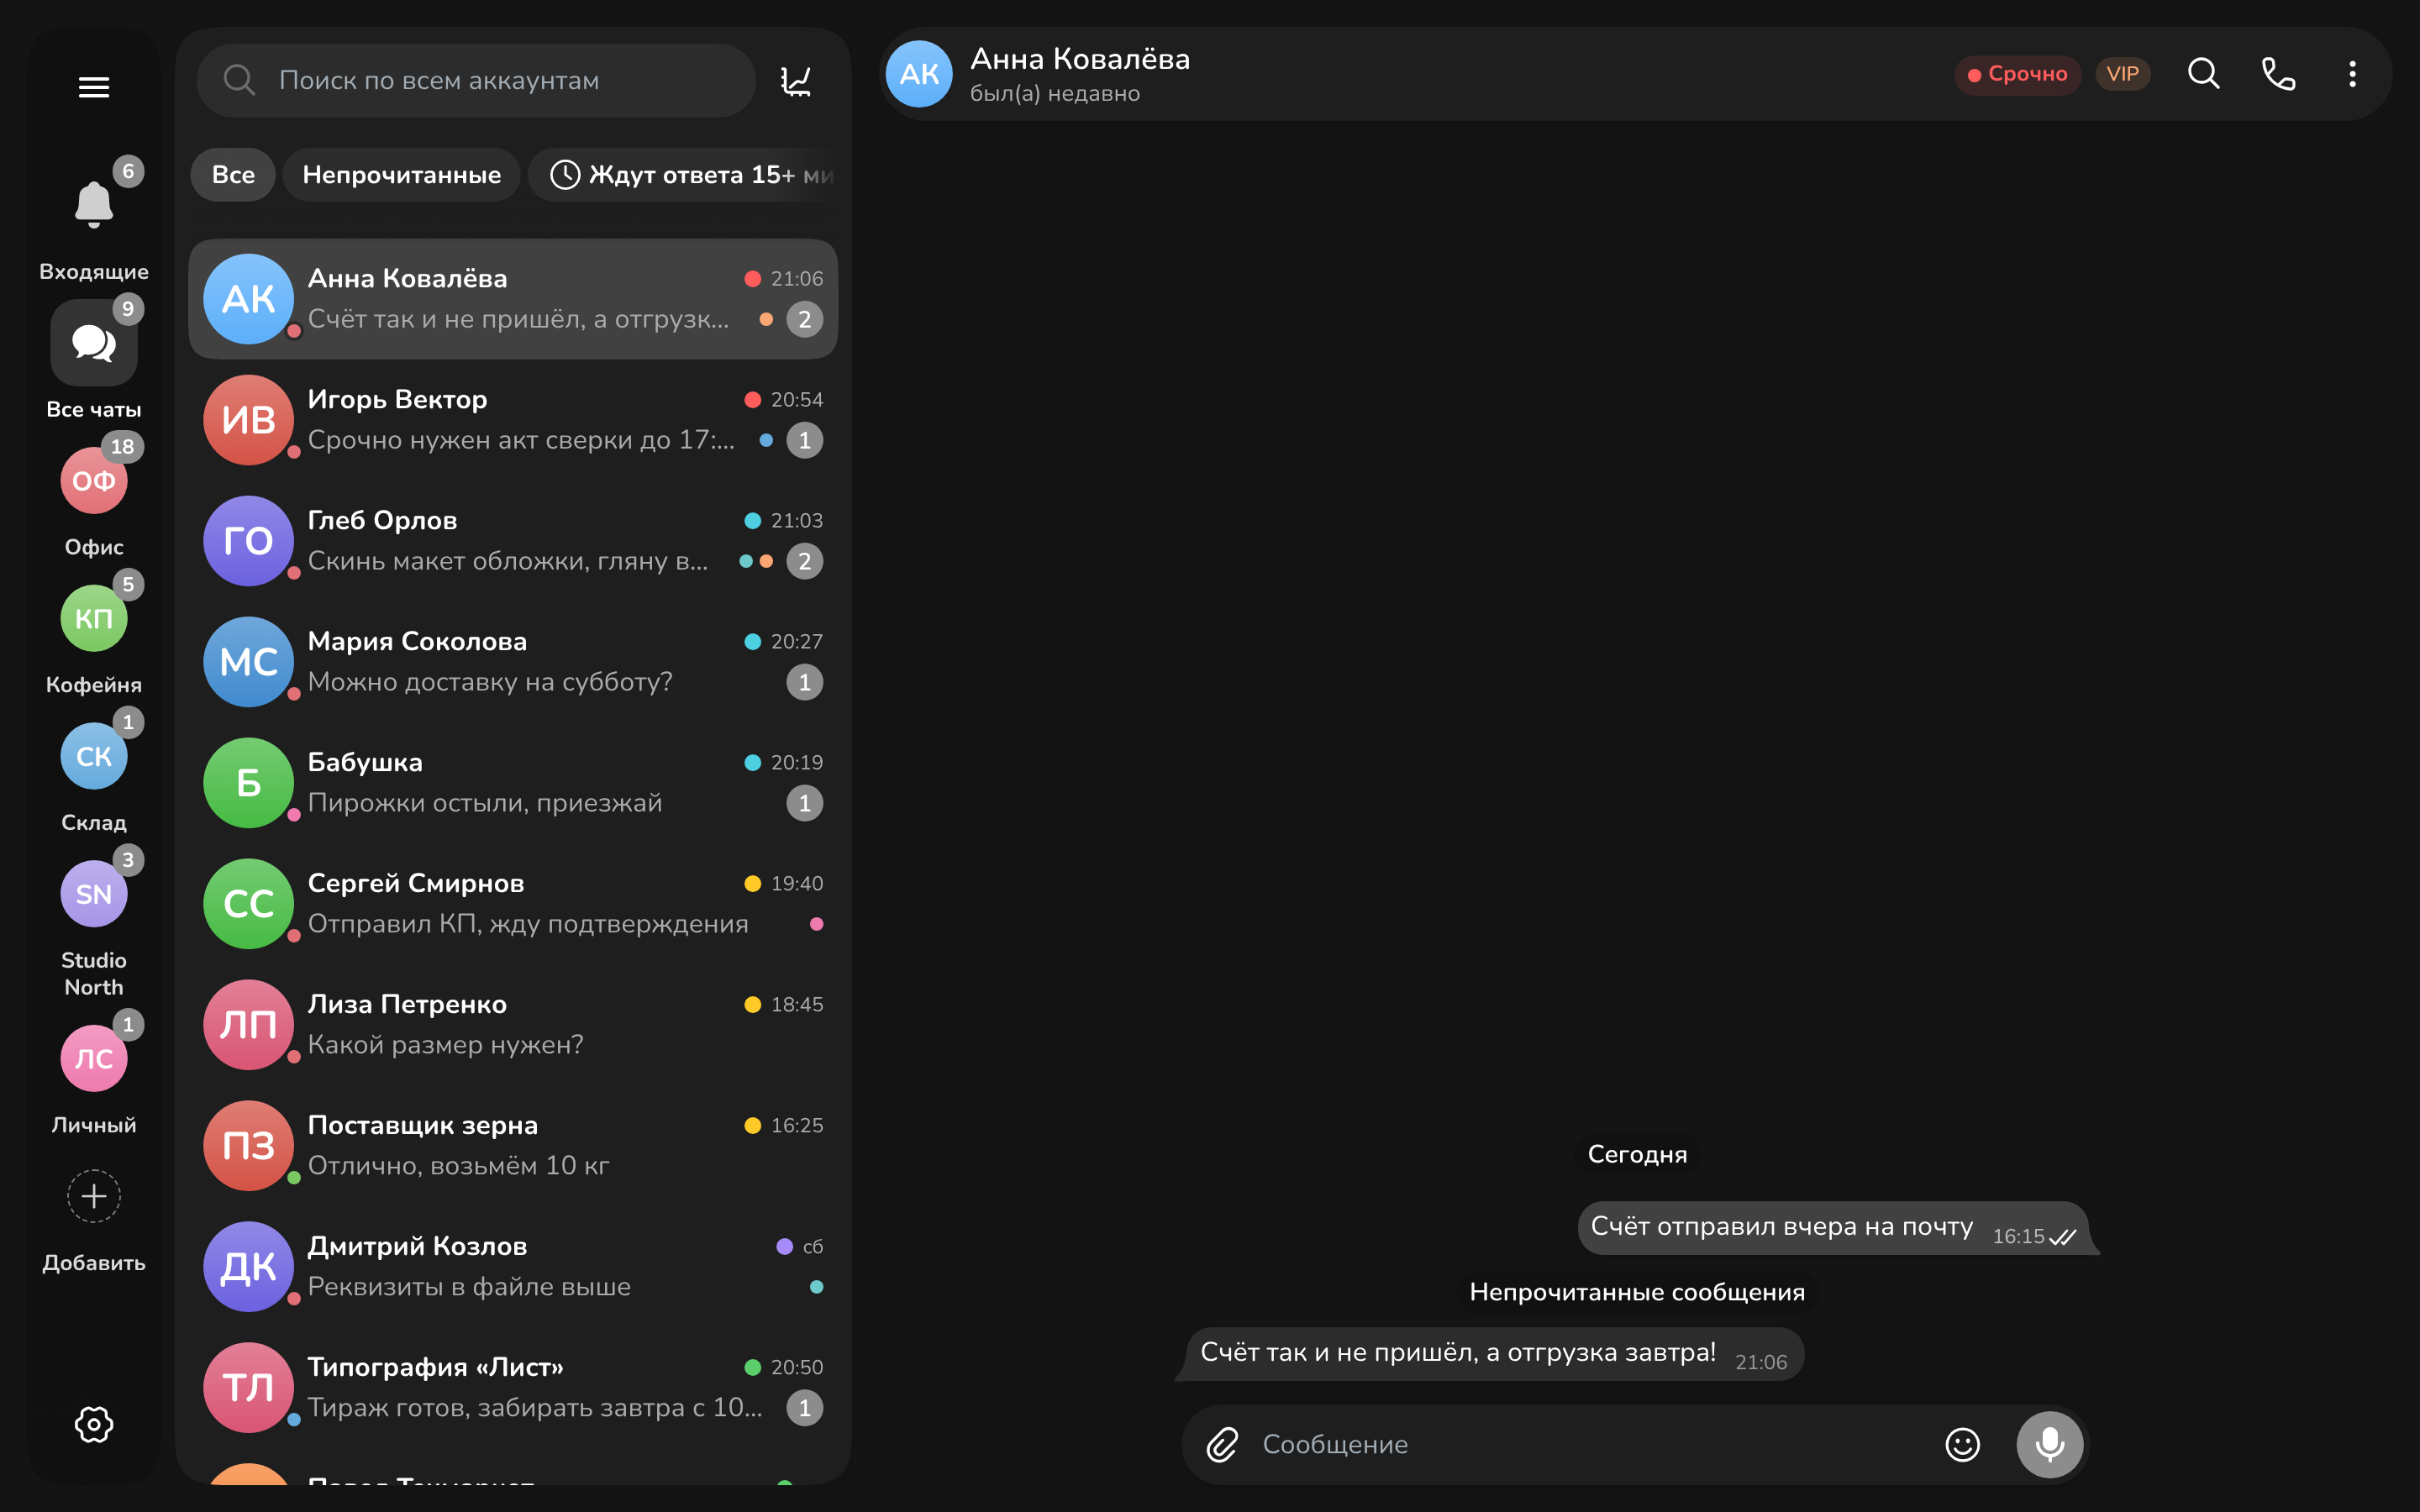 6
Входящие
9
Все чаты
18
ОФ
Офис
5
КП
Кофейня
1
СК
Склад
3
SN
Studio
North
1
ЛС
Личный
Добавить
Поиск по всем аккаунтам
Все
Непрочитанные
Ждут ответа 15+ ми
АК
Анна Ковалёва
21:06
Счёт так и не пришёл, а отгрузк...
2
ИВ
Игорь Вектор
20:54
Срочно нужен акт сверки до 17:...
1
ГО
Глеб Орлов
21:03
Скинь макет обложки, гляну в...
2
МС
Мария Соколова
20:27
Можно доставку на субботу?
1
Б
Бабушка
20:19
Пирожки остыли, приезжай
1
СС
Сергей Смирнов
19:40
Отправил КП, жду подтверждения
ЛП
Лиза Петренко
18:45
Какой размер нужен?
ПЗ
Поставщик зерна
16:25
Отлично, возьмём 10 кг
ДК
Дмитрий Козлов
сб
Реквизиты в файле выше
ТЛ
Типография «Лист»
20:50
Тираж готов, забирать завтра с 10...
1
АК
Анна Ковалёва
был(а) недавно
Срочно
VIP
Сегодня
Счёт отправил вчера на почту 16:15
Непрочитанные сообщения
Счёт так и не пришёл, а отгрузка завтра! 21:06
Сообщение